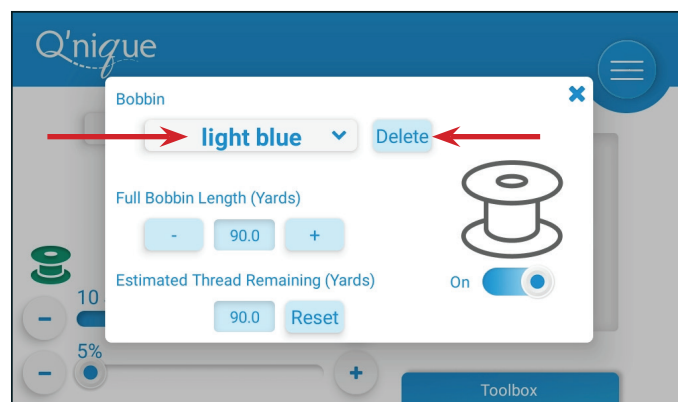 Q'nique
Bobbin
light blue
Delete
Full Bobbin Length (Yards)
- 90.0 +
Estimated Thread Remaining (Yards)
On
90.0 Reset
10
5%
- +
Toolbox